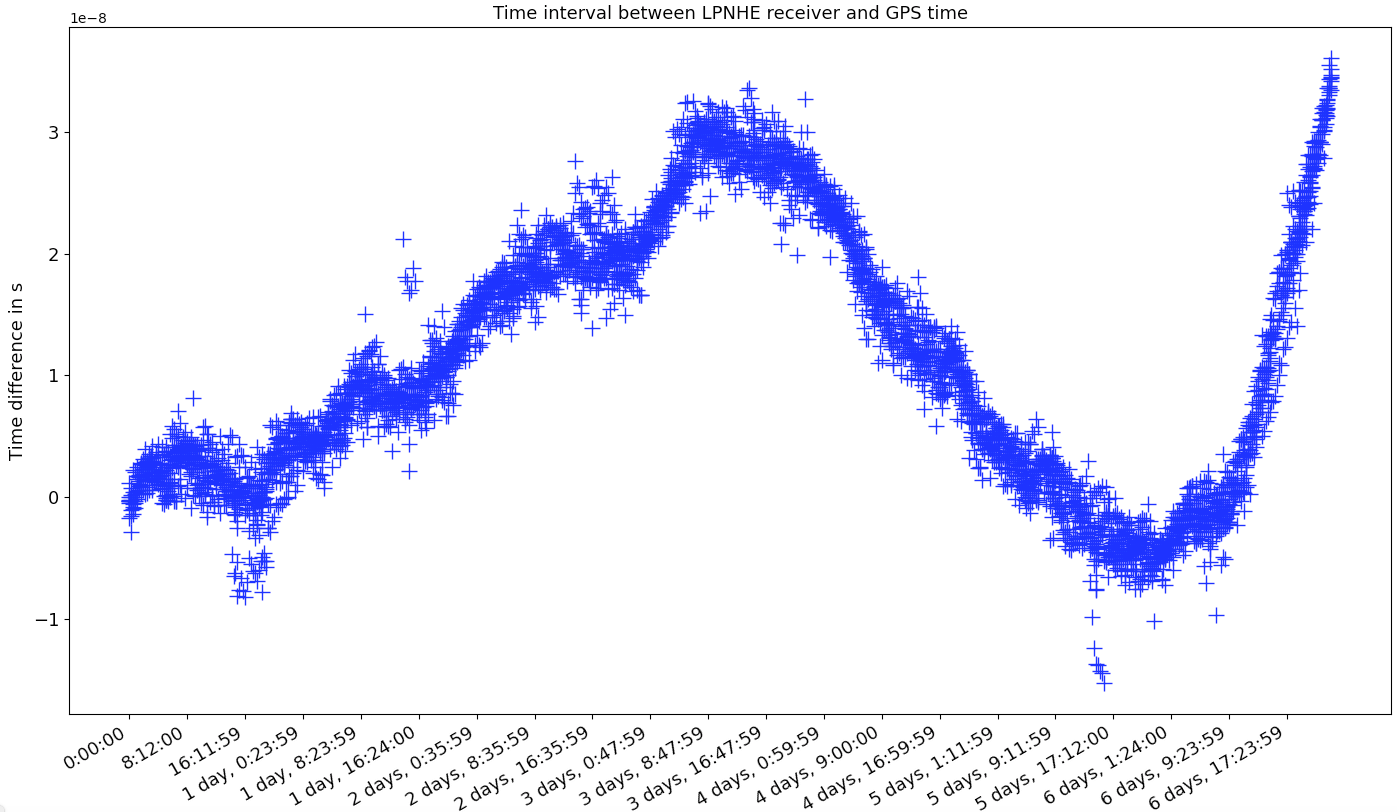 Time interval between LPNHE receiver and GPS time
1e−8
Time difference in s
3
2
1
0
−1
0:00:00
8:12:00
16:11:59
1 day, 0:23:59
1 day, 8:23:59
1 day, 16:24:00
2 days, 0:35:59
2 days, 8:35:59
2 days, 16:35:59
3 days, 0:47:59
3 days, 8:47:59
3 days, 16:47:59
4 days, 0:59:59
4 days, 9:00:00
4 days, 16:59:59
5 days, 1:11:59
5 days, 9:11:59
5 days, 17:12:00
6 days, 1:24:00
6 days, 9:23:59
6 days, 17:23:59